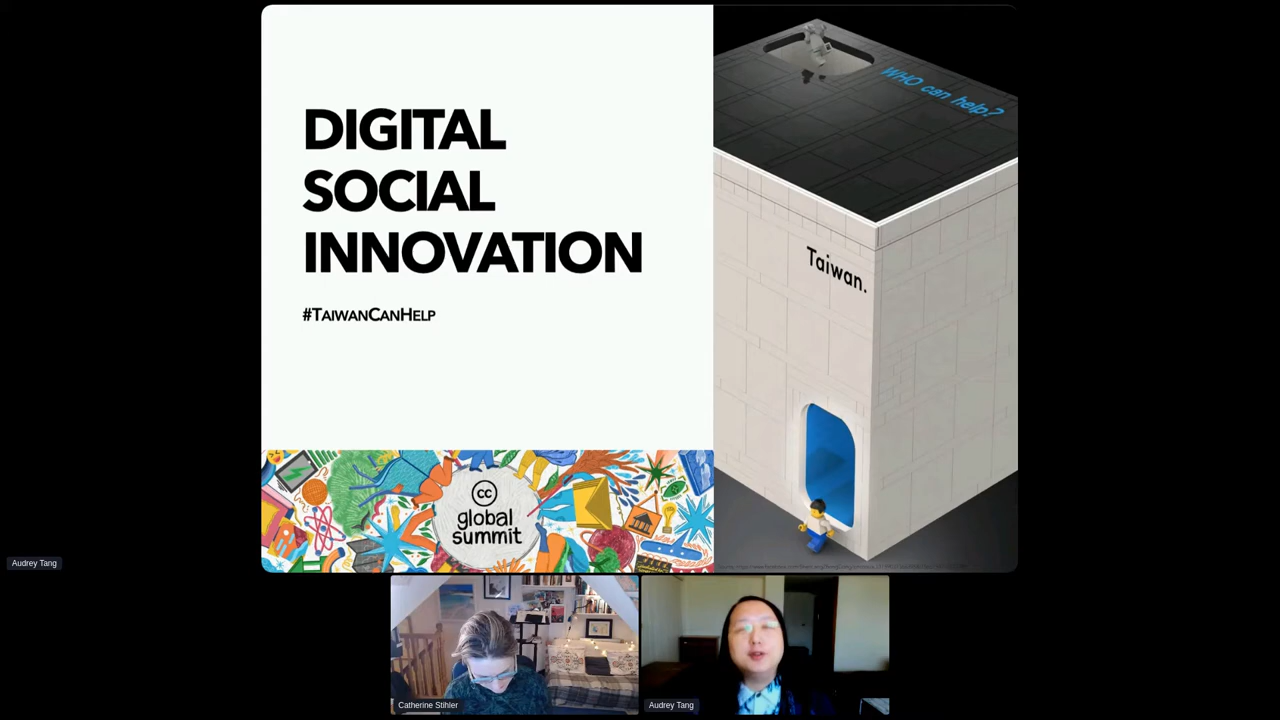 DIGITAL
SOCIAL
INNOVATION
#TaiwanCanHelp
WHO can help?
Taiwan.
cc
global
summit
Audrey Tang
Catherine Stihler
Audrey Tang